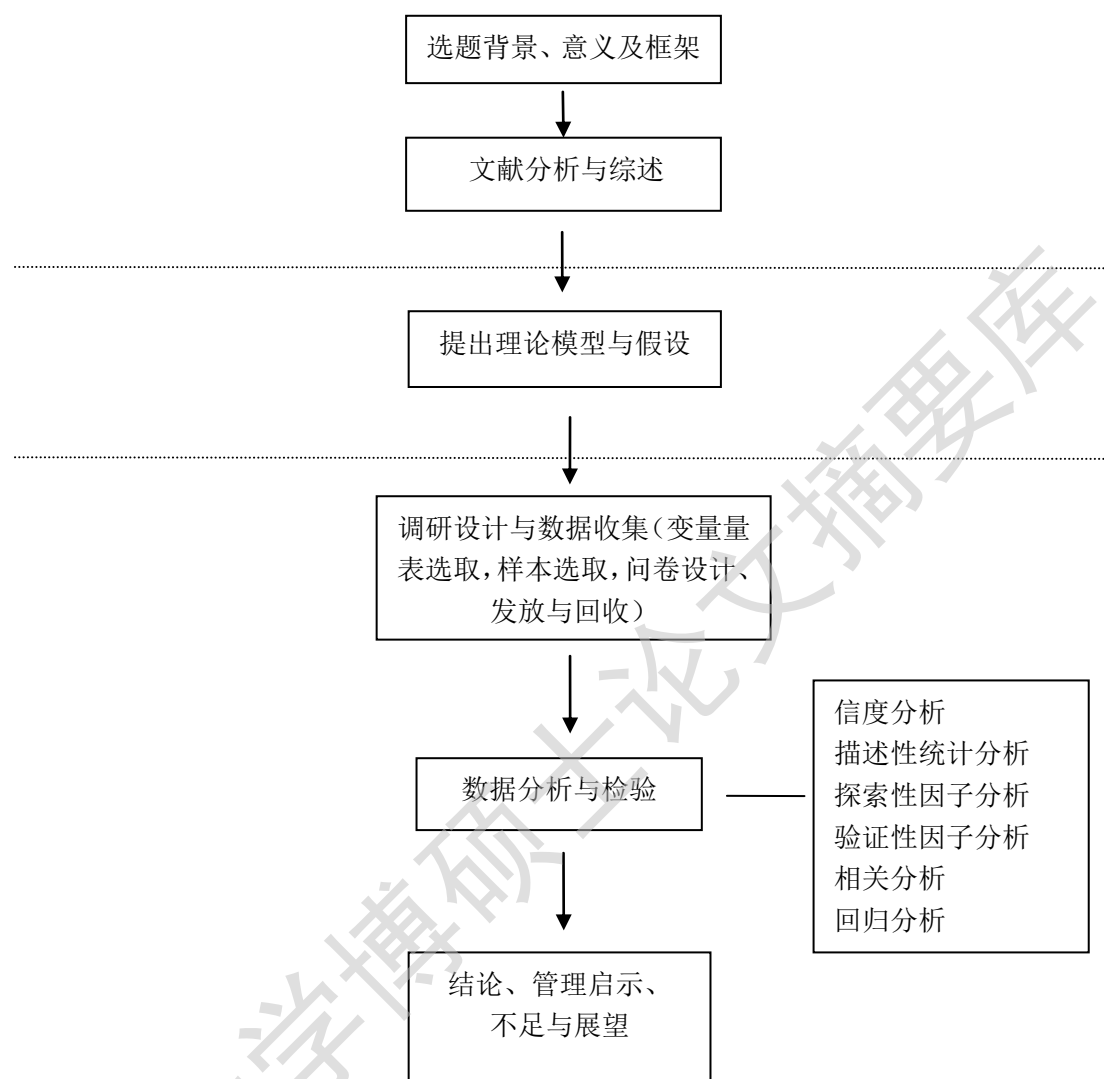 选题背景、意义及框架
文献分析与综述
提出理论模型与假设
调研设计与数据收集（变量量
表选取，样本选取，问卷设计、
发放与回收）
数据分析与检验
信度分析
描述性统计分析
探索性因子分析
验证性因子分析
相关分析
回归分析
结论、管理启示、
不足与展望
学博硕士论文摘要库